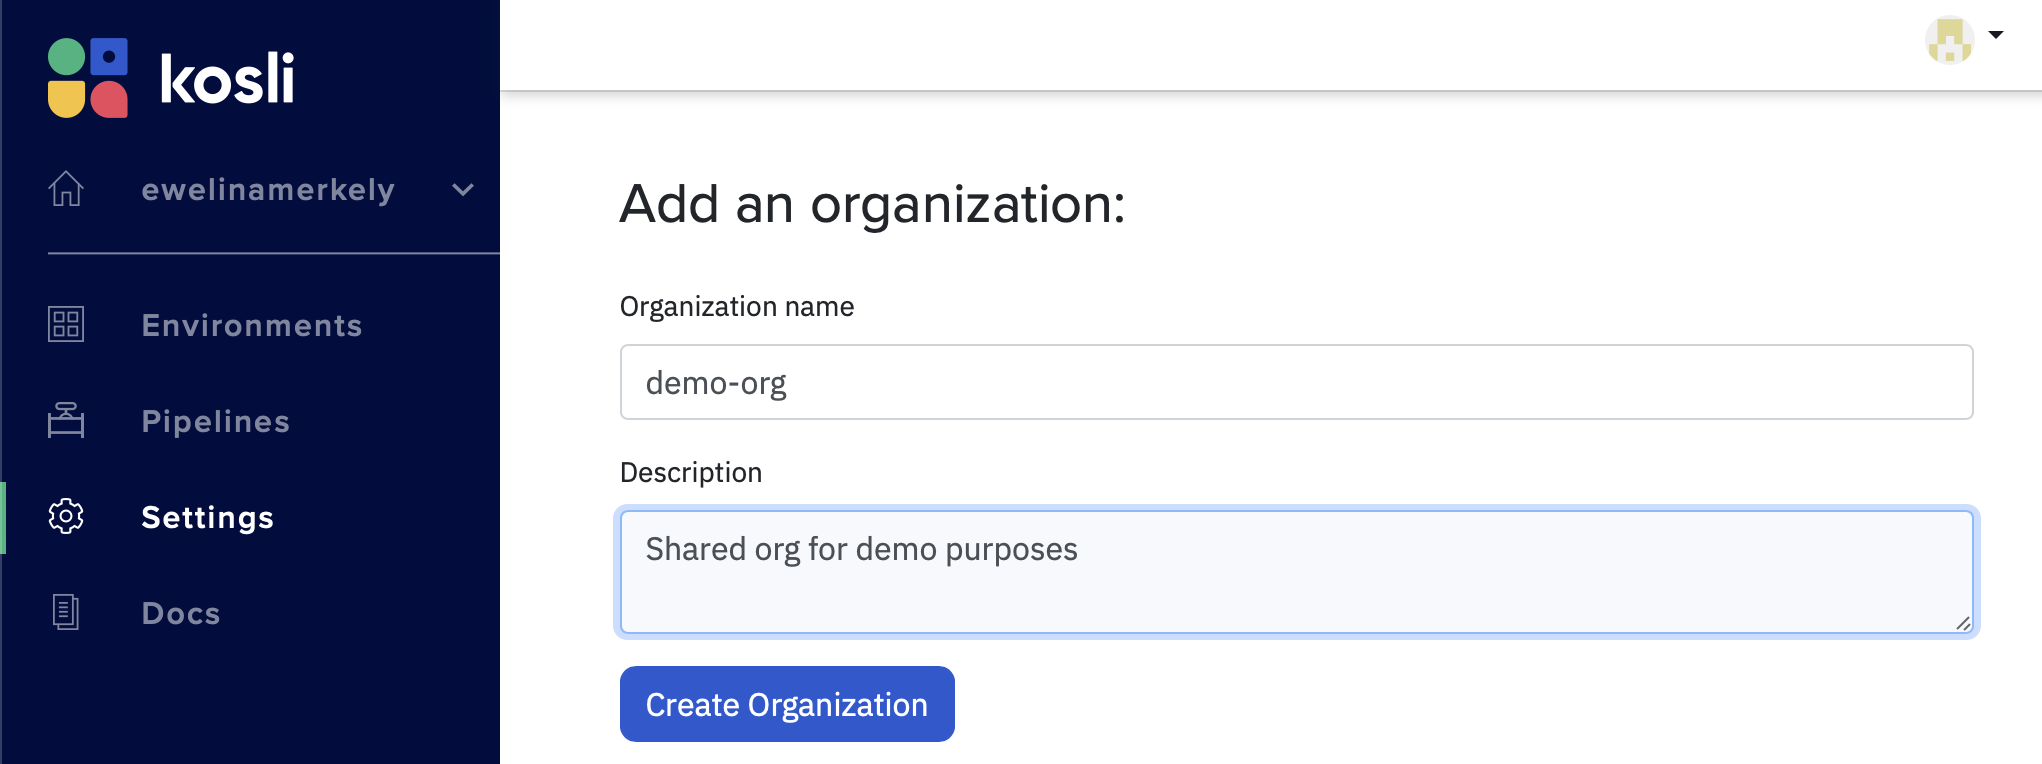 kosli
ewelinamerkely
Environments
Pipelines
Settings
Docs
Add an organization:
Organization name
demo-org
Description
Shared org for demo purposes
Create Organization